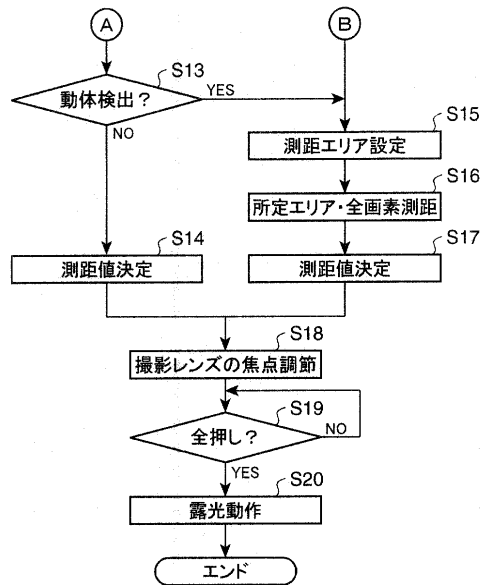 A
B
S13
動体検出？
YES
NO
S15
測距エリア設定
S16
所定エリア・全画素測距
S14
測距値決定
S17
測距値決定
S18
撮影レンズの焦点調節
S19
全押し？
NO
YES
S20
露光動作
エンド